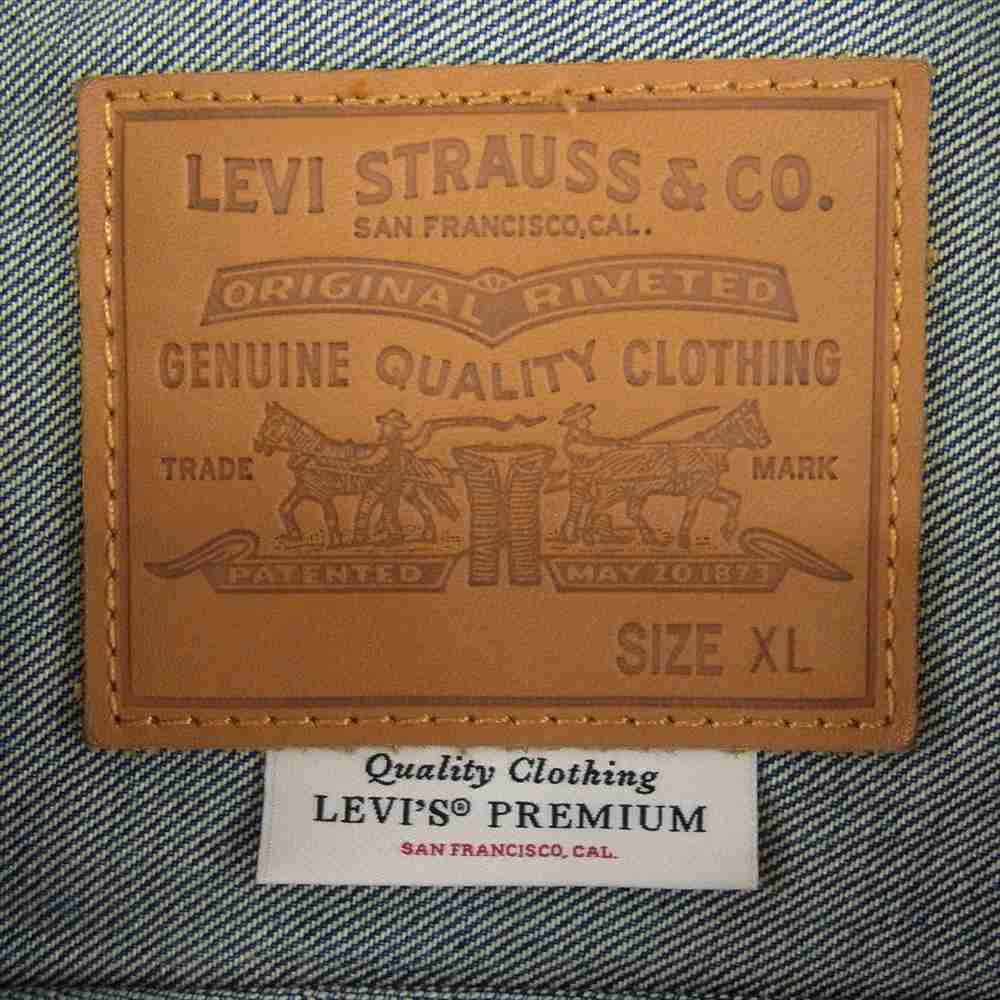 LEVI STRAUSS & CO.
SAN FRANCISCO, CAL.
ORIGINAL RIVETED
GENUINE QUALITY CLOTHING
TRADE MARK
PATENTED MAY 20 1873
SIZE XL
Quality Clothing
LEVI'S® PREMIUM
SAN FRANCISCO, CAL.